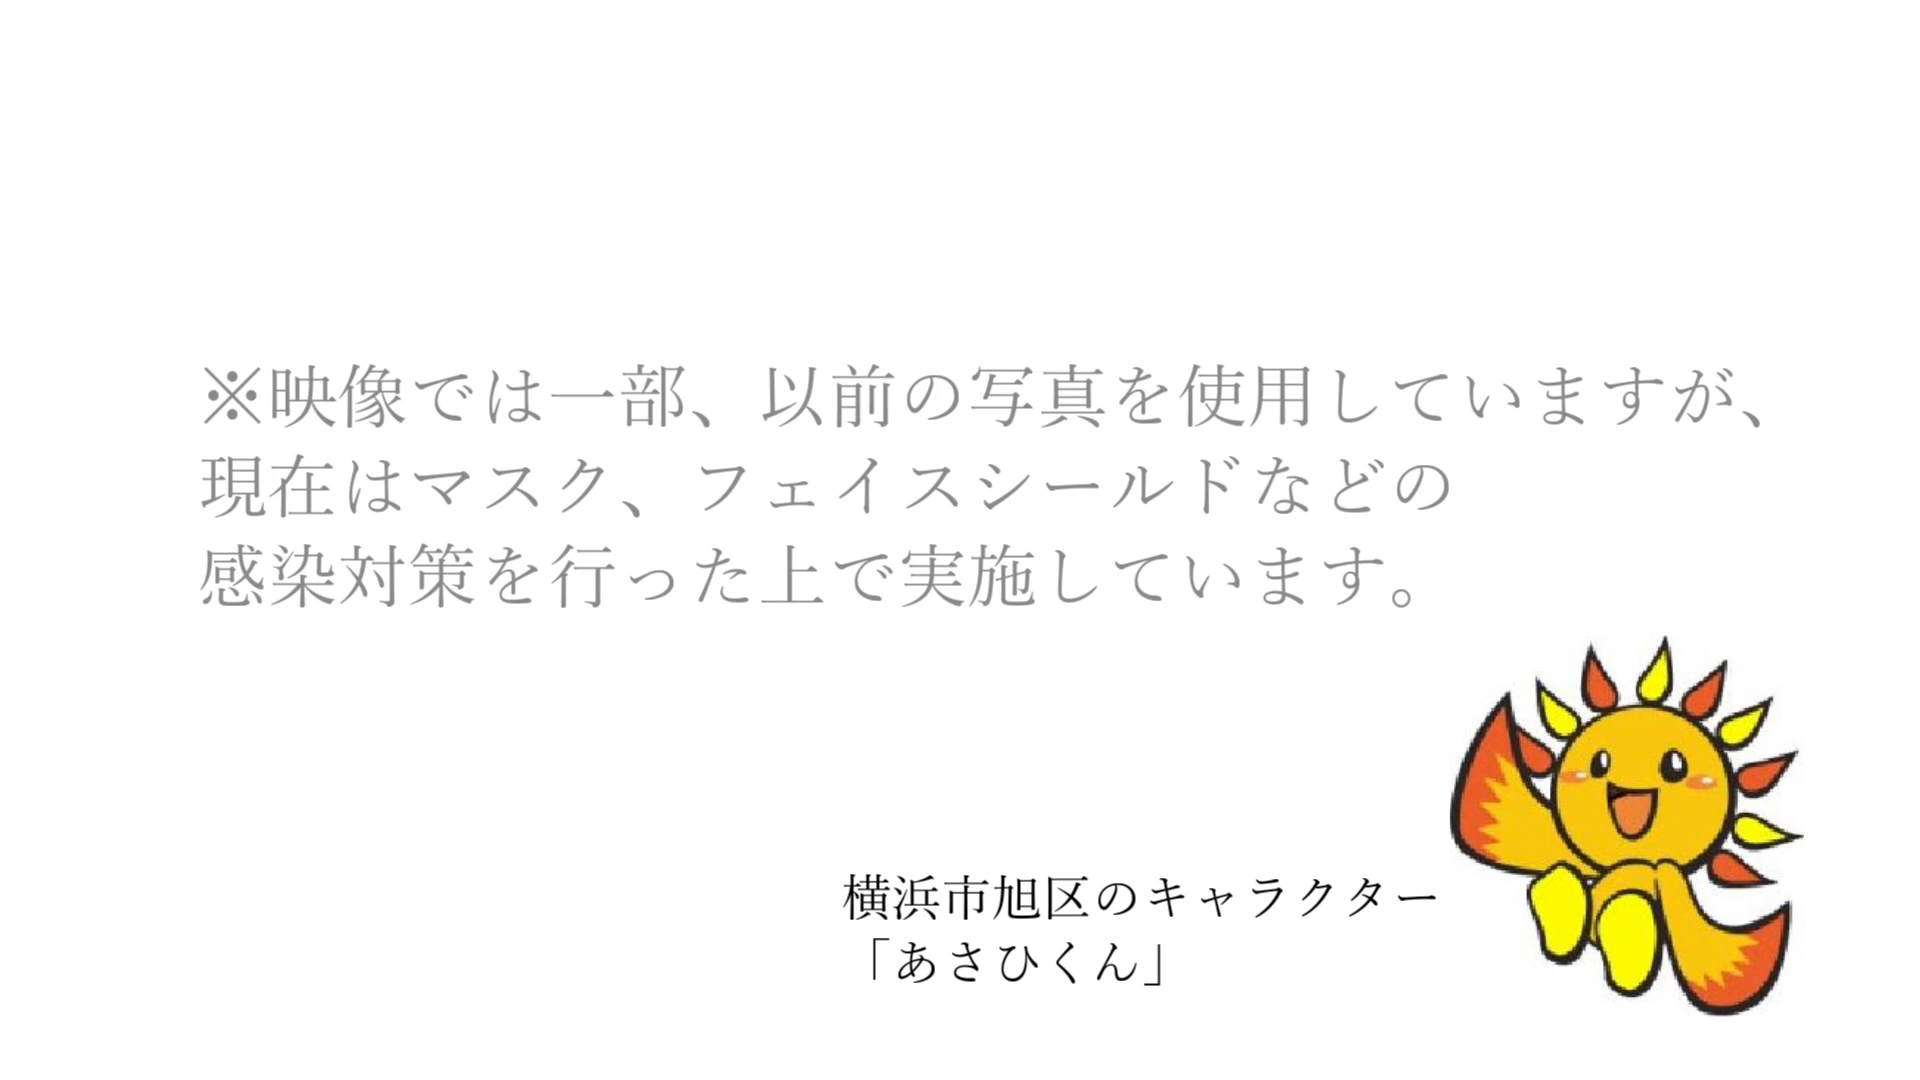 ※映像では一部、以前の写真を使用していますが、
現在はマスク、フェイスシールドなどの
感染対策を行った上で実施しています。
横浜市旭区のキャラクター
「あさひくん」